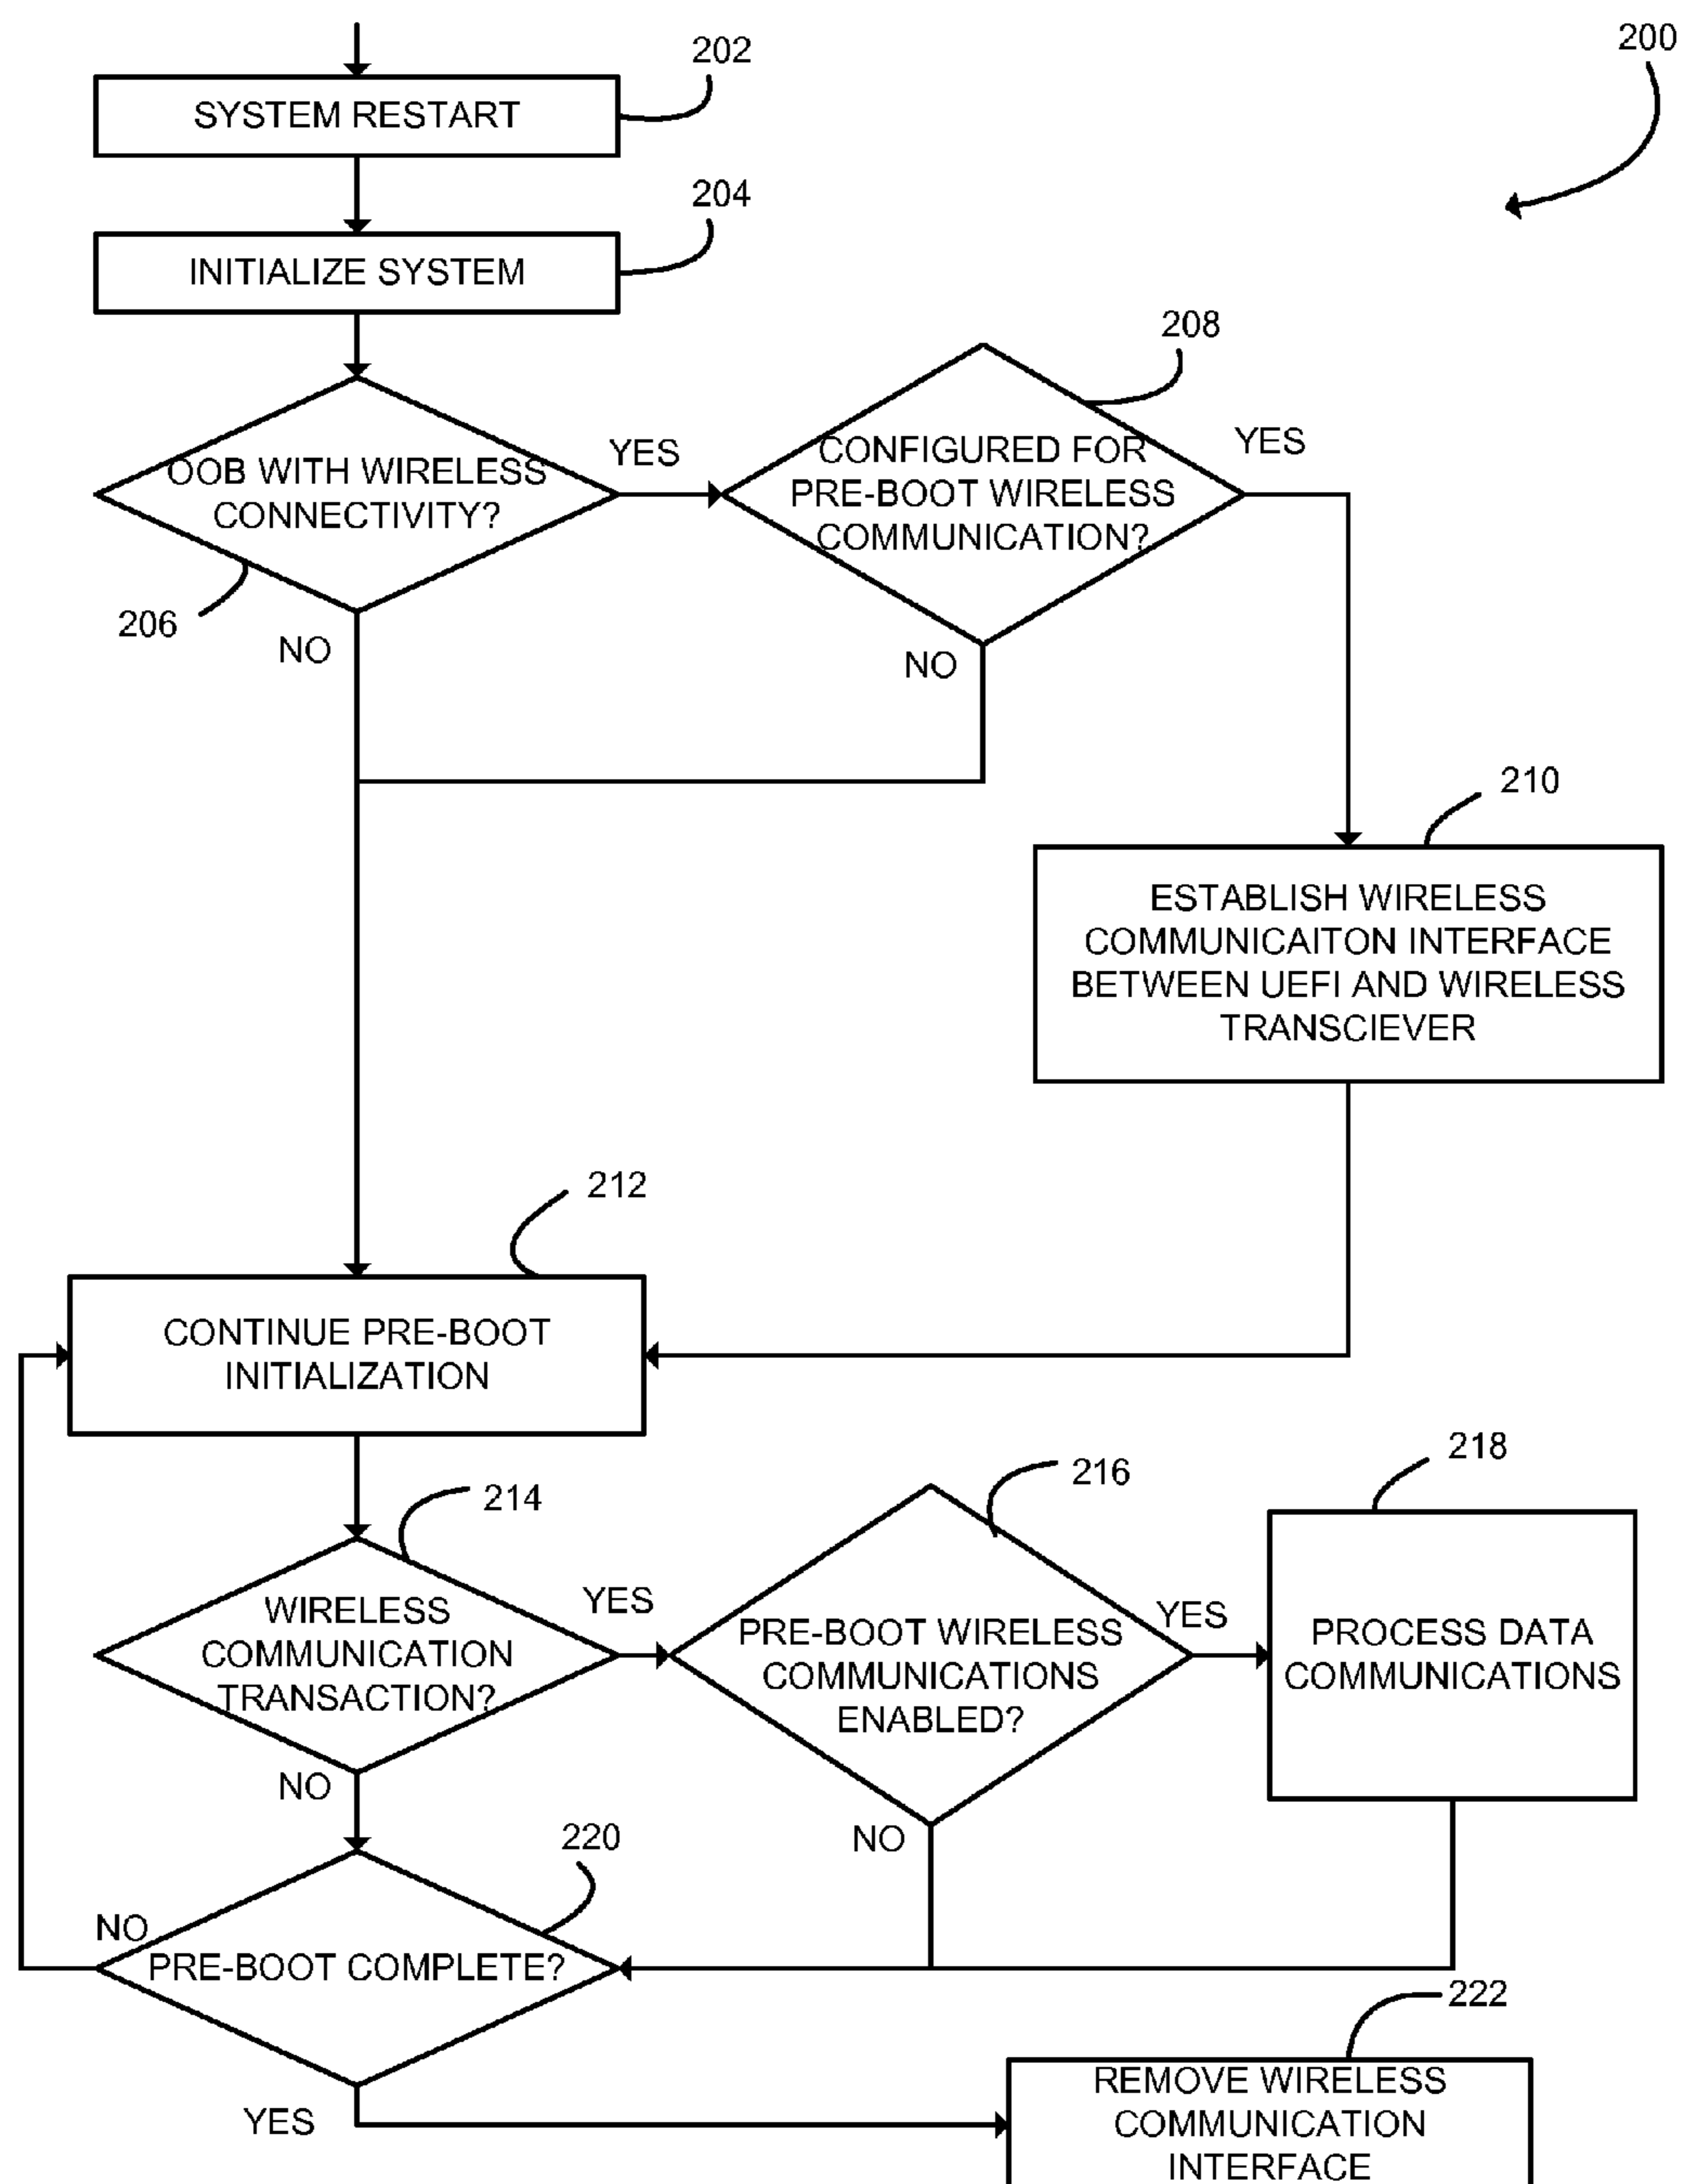 200
202
SYSTEM RESTART
204
INITIALIZE SYSTEM
206
OOB WITH WIRELESS
CONNECTIVITY?
YES
NO
208
CONFIGURED FOR
PRE-BOOT WIRELESS
COMMUNICATION?
YES
NO
210
ESTABLISH WIRELESS
COMMUNICAITON INTERFACE
BETWEEN UEFI AND WIRELESS
TRANSCIEVER
212
CONTINUE PRE-BOOT
INITIALIZATION
214
WIRELESS
COMMUNICATION
TRANSACTION?
YES
NO
216
PRE-BOOT WIRELESS
COMMUNICATIONS
ENABLED?
YES
NO
218
PROCESS DATA
COMMUNICATIONS
220
PRE-BOOT COMPLETE?
NO
YES
222
REMOVE WIRELESS
COMMUNICATION
INTERFACE